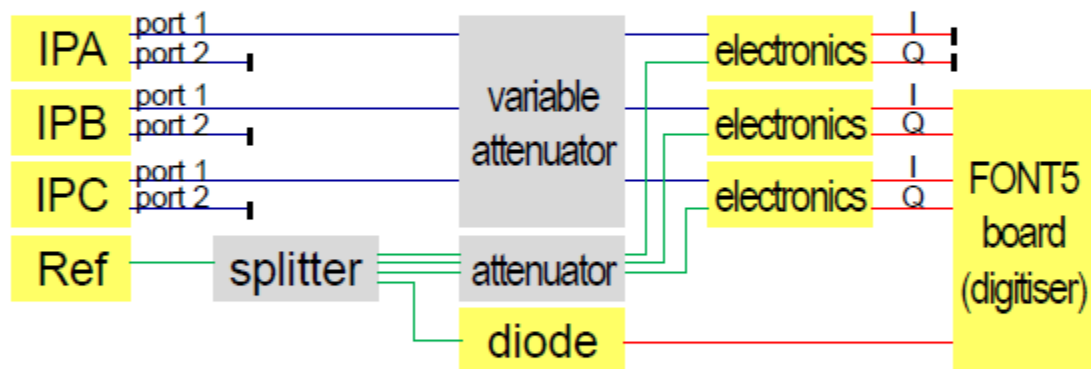 IPA
port 1
port 2
IPB
port 1
port 2
IPC
port 1
port 2
Ref
splitter
variable
attenuator
attenuator
diode
electronics
I
Q
electronics
I
Q
electronics
I
Q
FONT5
board
(digitiser)